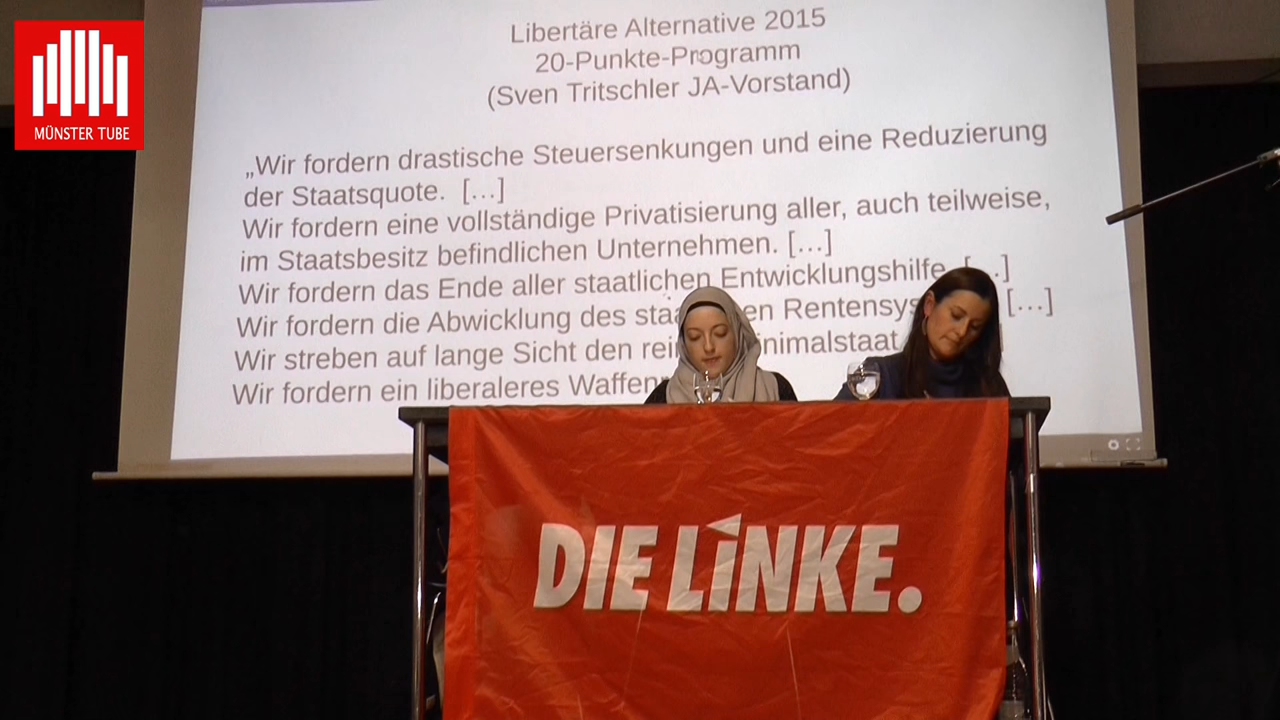 MÜNSTER TUBE
Libertäre Alternative 2015
20-Punkte-Programm
(Sven Tritschler JA-Vorstand)
„Wir fordern drastische Steuersenkungen und eine Reduzierung
der Staatsquote. […]
Wir fordern eine vollständige Privatisierung aller, auch teilweise,
im Staatsbesitz befindlichen Unternehmen. […]
Wir fordern das Ende aller staatlichen Entwicklungshilfe. […]
Wir fordern die Abwicklung des […]
Wir streben auf lange Sicht den
Wir fordern ein liberaleres
DIE LINKE.